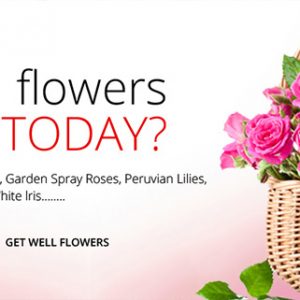 flowers
TODAY?
, Garden Spray Roses, Peruvian Lilies,
hite Iris........
GET WELL FLOWERS